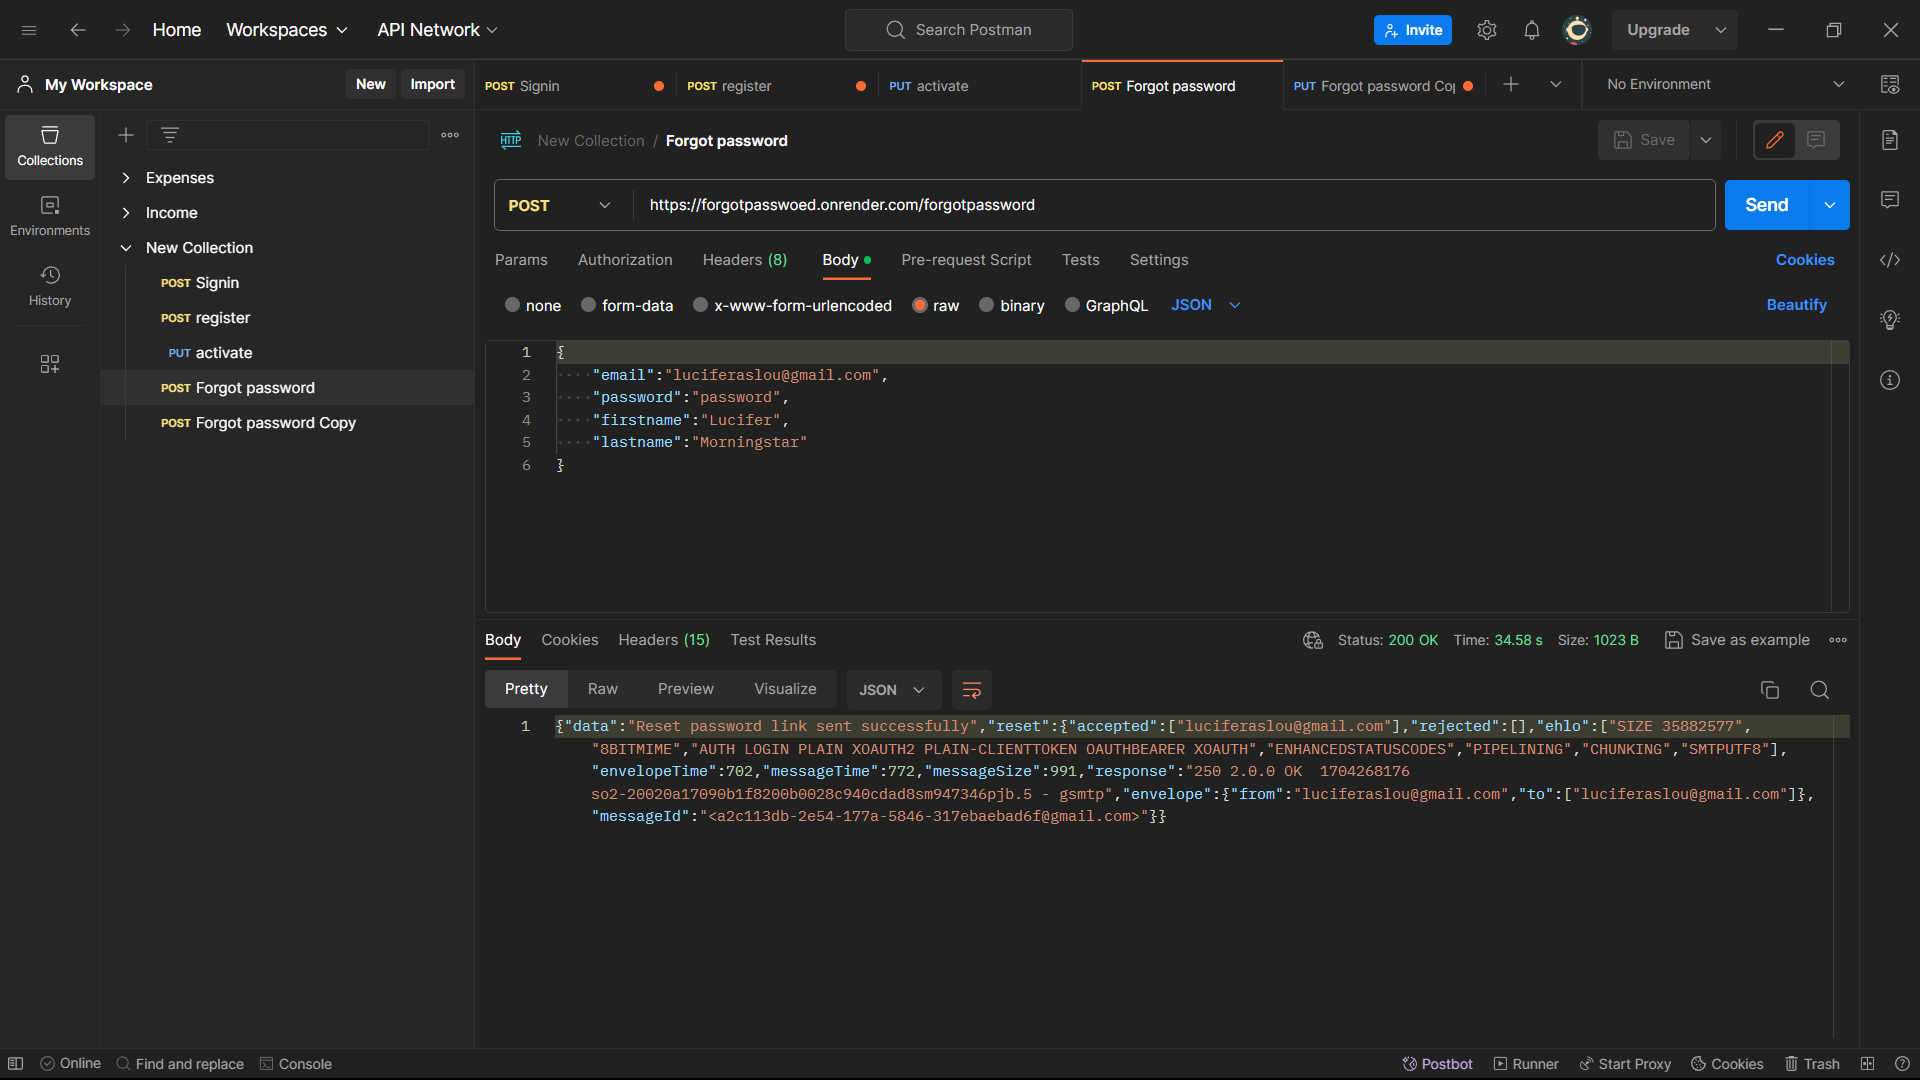 Home Workspaces API Network Search Postman Invite Upgrade
My Workspace New Import POST Signin POST register PUT activate POST Forgot password PUT Forgot password Co No Environment
Collections
Environments
History
Expenses
Income
New Collection
POST Signin
POST register
PUT activate
POST Forgot password
POST Forgot password Copy
HTTP New Collection / Forgot password Save
POST https://forgotpasswoed.onrender.com/forgotpassword Send
Params Authorization Headers (8) Body Pre-request Script Tests Settings Cookies
none form-data x-www-form-urlencoded raw binary GraphQL JSON Beautify
1 {
2 ····"email":"luciferaslou@gmail.com",
3 ····"password":"password",
4 ····"firstname":"Lucifer",
5 ····"lastname":"Morningstar"
6 }
Body Cookies Headers (15) Test Results Status: 200 OK Time: 34.58 s Size: 1023 B Save as example
Pretty Raw Preview Visualize JSON
1 {"data":"Reset password link sent successfully","reset":{"accepted":["luciferaslou@gmail.com"],"rejected":[],"ehlo":["SIZE 35882577",
"8BITMIME","AUTH LOGIN PLAIN XOAUTH2 PLAIN-CLIENTTOKEN OAUTHBEARER XOAUTH","ENHANCEDSTATUSCODES","PIPELINING","CHUNKING","SMTPUTF8"],
"envelopeTime":702,"messageTime":772,"messageSize":991,"response":"250 2.0.0 OK  1704268176
so2-20020a17090b1f8200b0028c940cdad8sm947346pjb.5 - gsmtp","envelope":{"from":"luciferaslou@gmail.com","to":["luciferaslou@gmail.com"]},
"messageId":"<a2c113db-2e54-177a-5846-317ebaebad6f@gmail.com>"}}
Online Find and replace Console Postbot Runner Start Proxy Cookies Trash